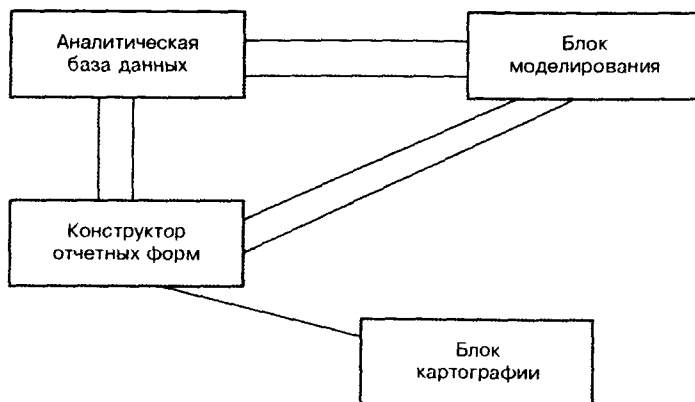 Аналитическая
база данных
Блок
моделирования
Конструктор
отчетных форм
Блок
картографии